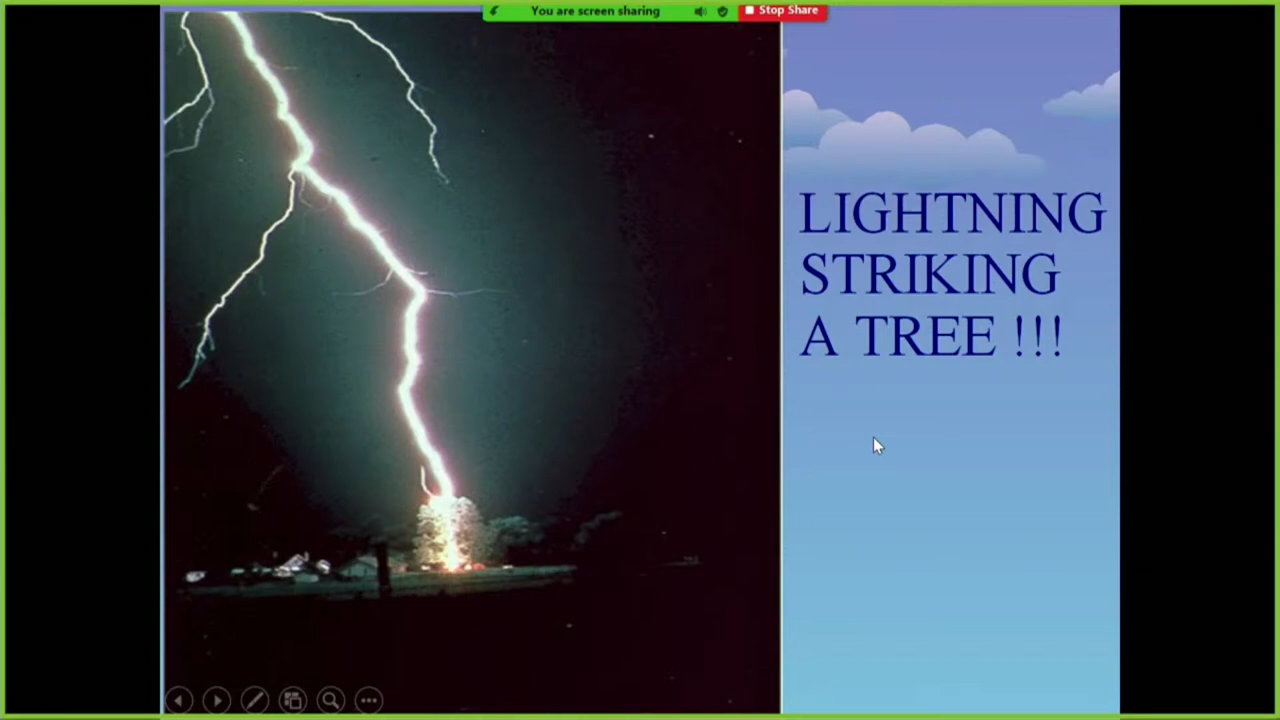 You are screen sharing
Stop Share
LIGHTNING
STRIKING
A TREE !!!